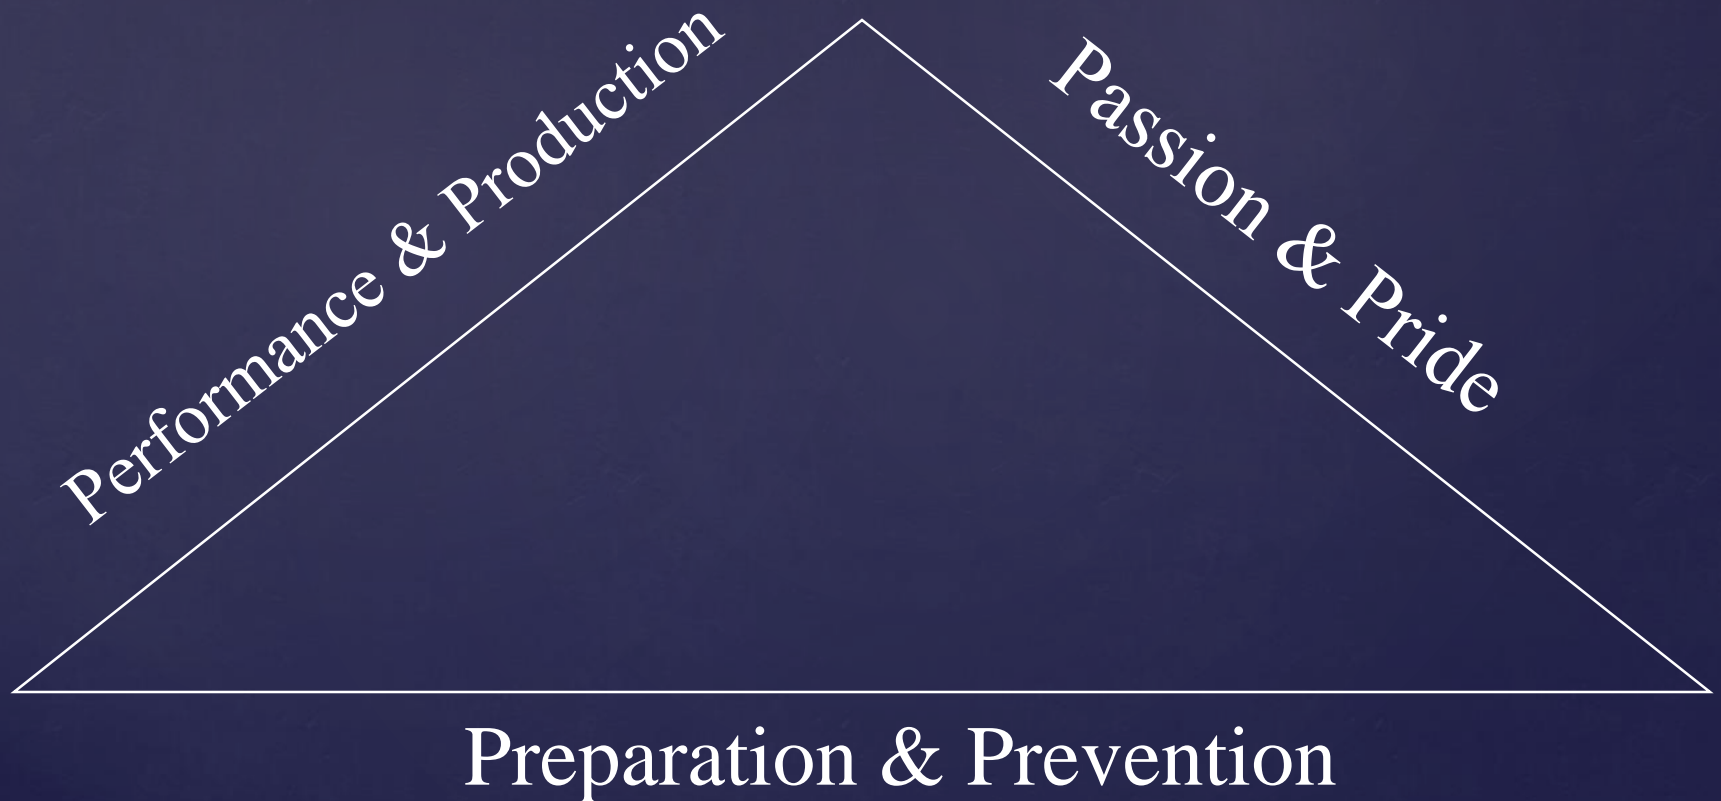 Performance & Production
Passion & Pride
Preparation & Prevention